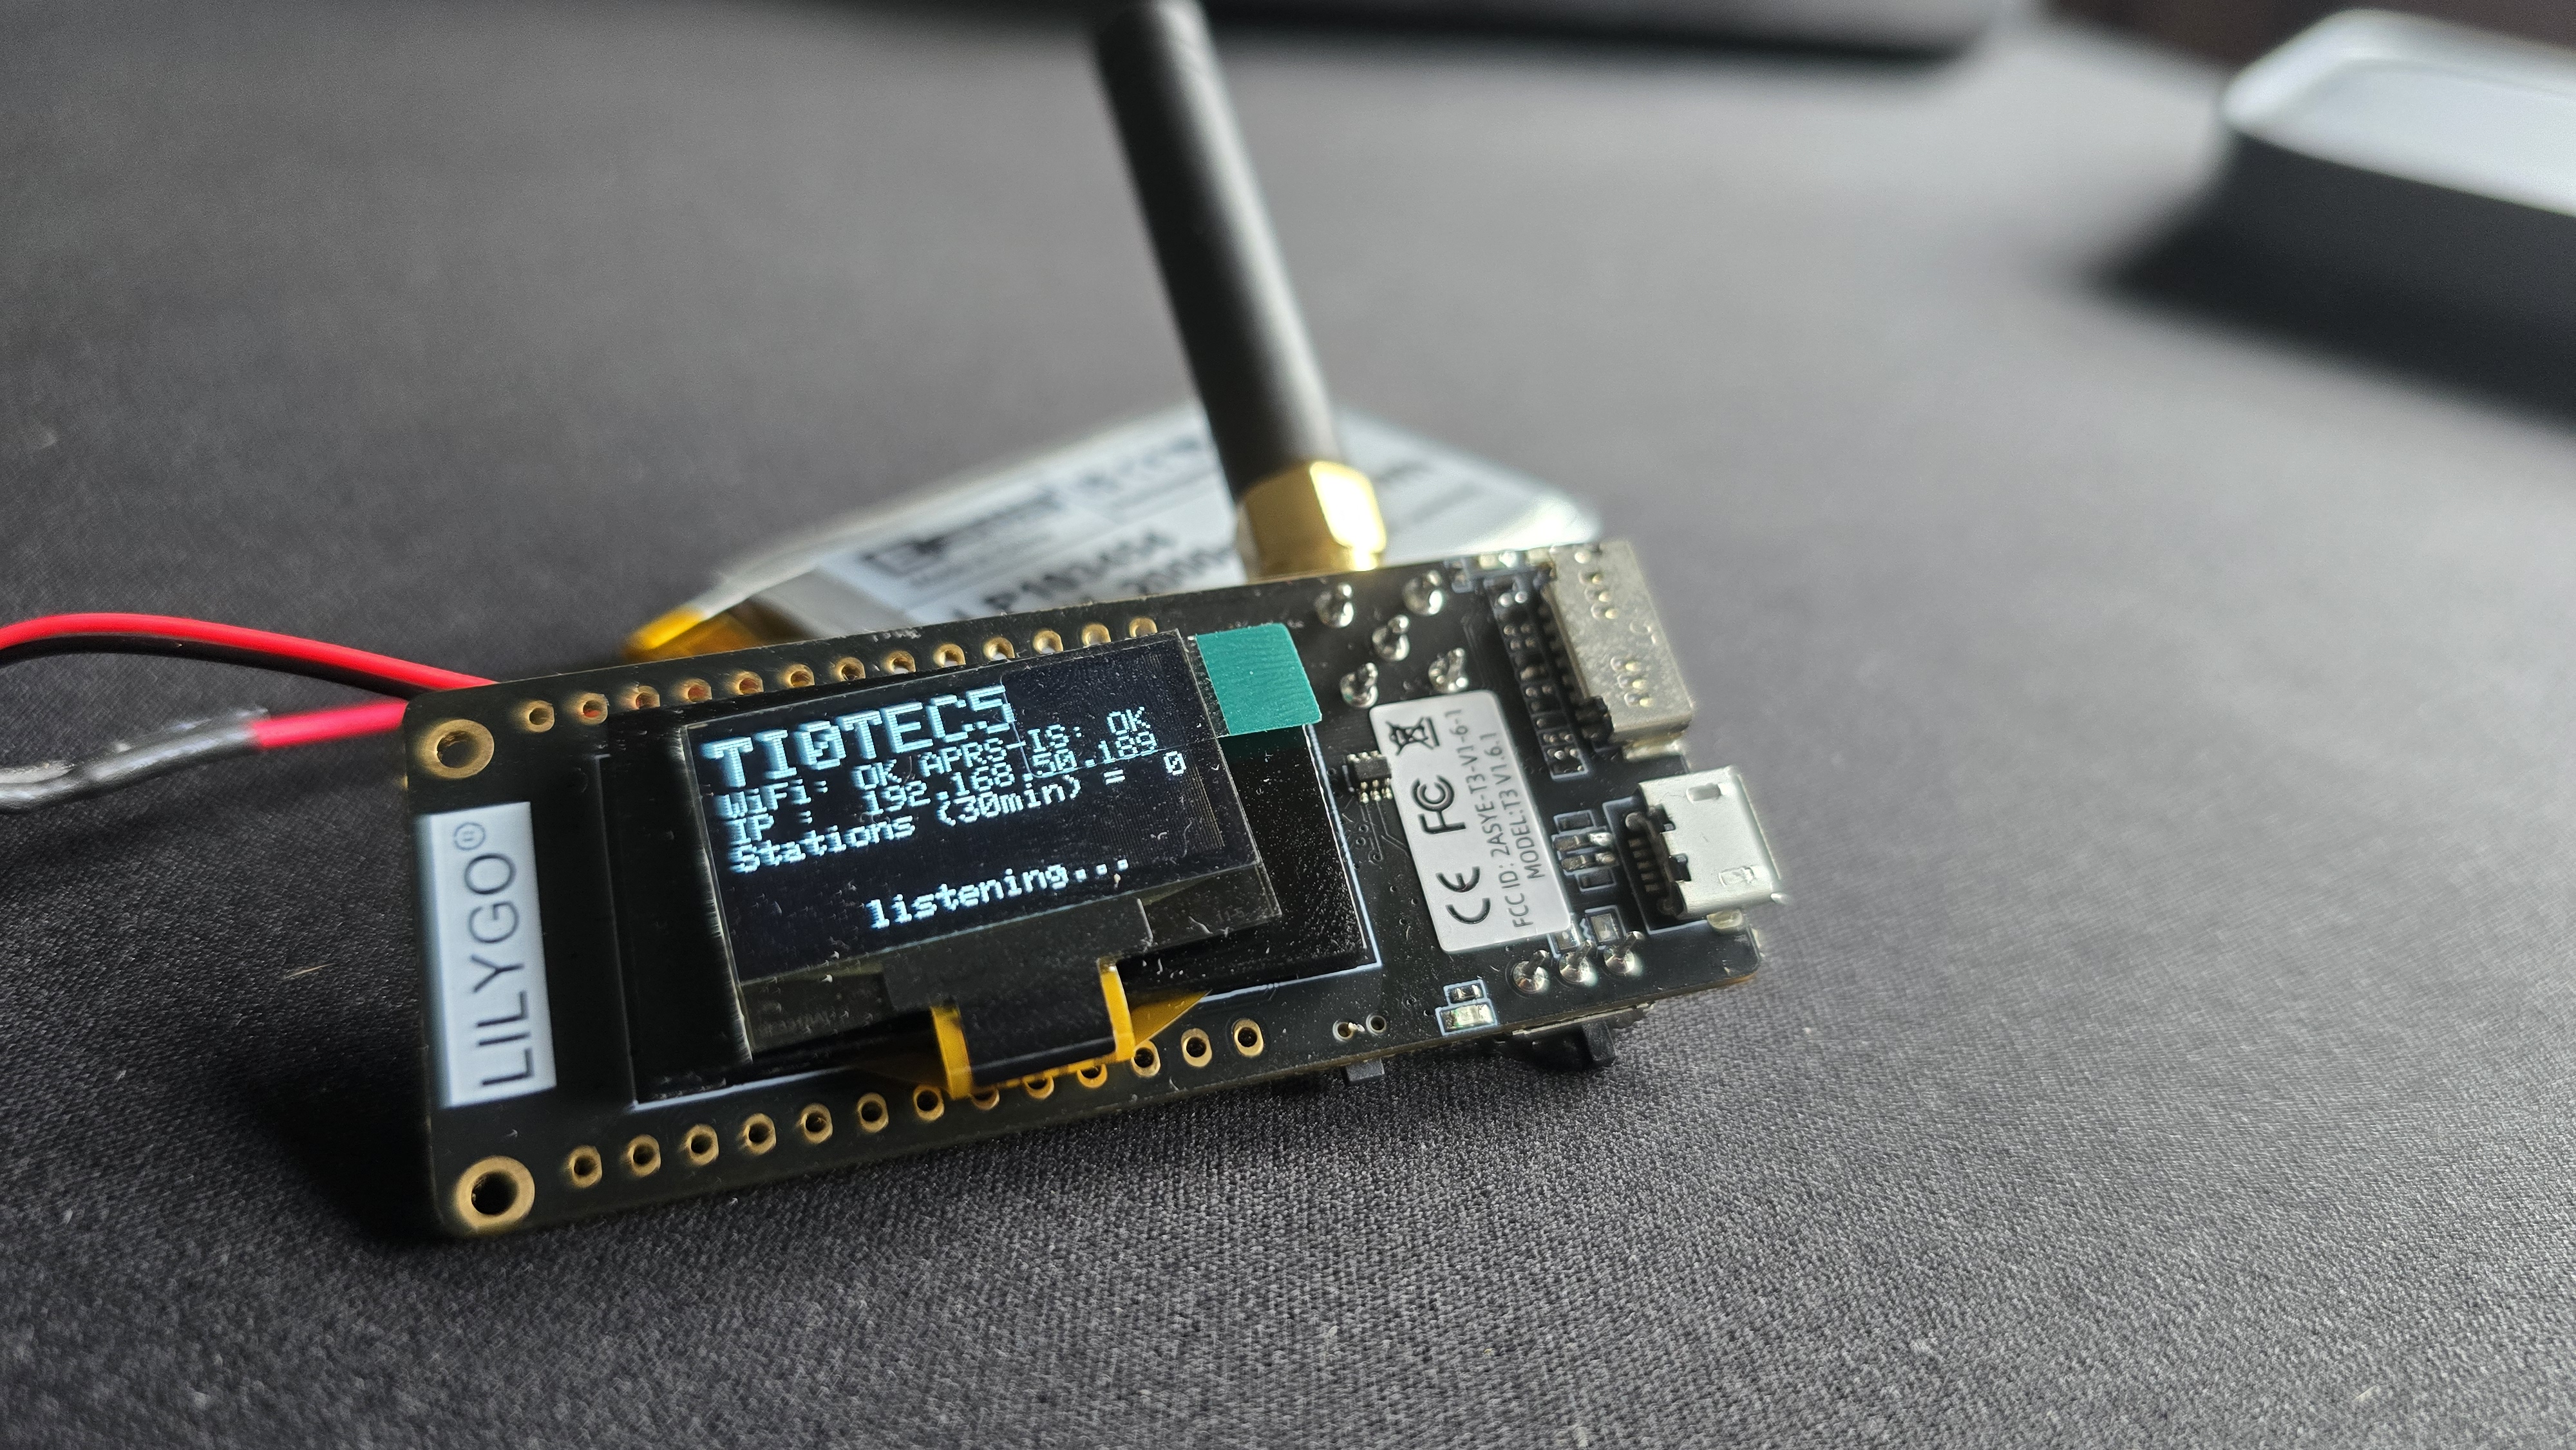 TI0TEC5
WiFi: OK APRS-IS: OK
IP : 192.168.50.189
Stations (30min) = 0
listening...
LILYGO®
CE FC
FCC ID: 2ASYE-T3-V1-6-1
MODEL:T3 V1.6.1
LP103454